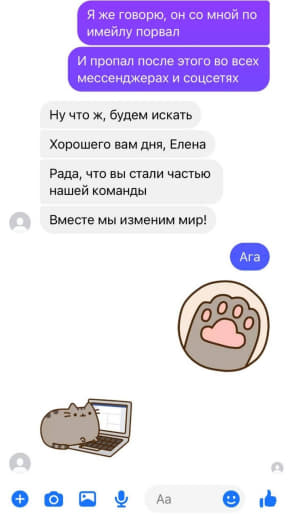 Я же говорю, он со мной по
имейлу порвал
И пропал после этого во всех
мессенджерах и соцсетях
Ну что ж, будем искать
Хорошего вам дня, Елена
Рада, что вы стали частью
нашей команды
Вместе мы изменим мир!
Ага
Aa